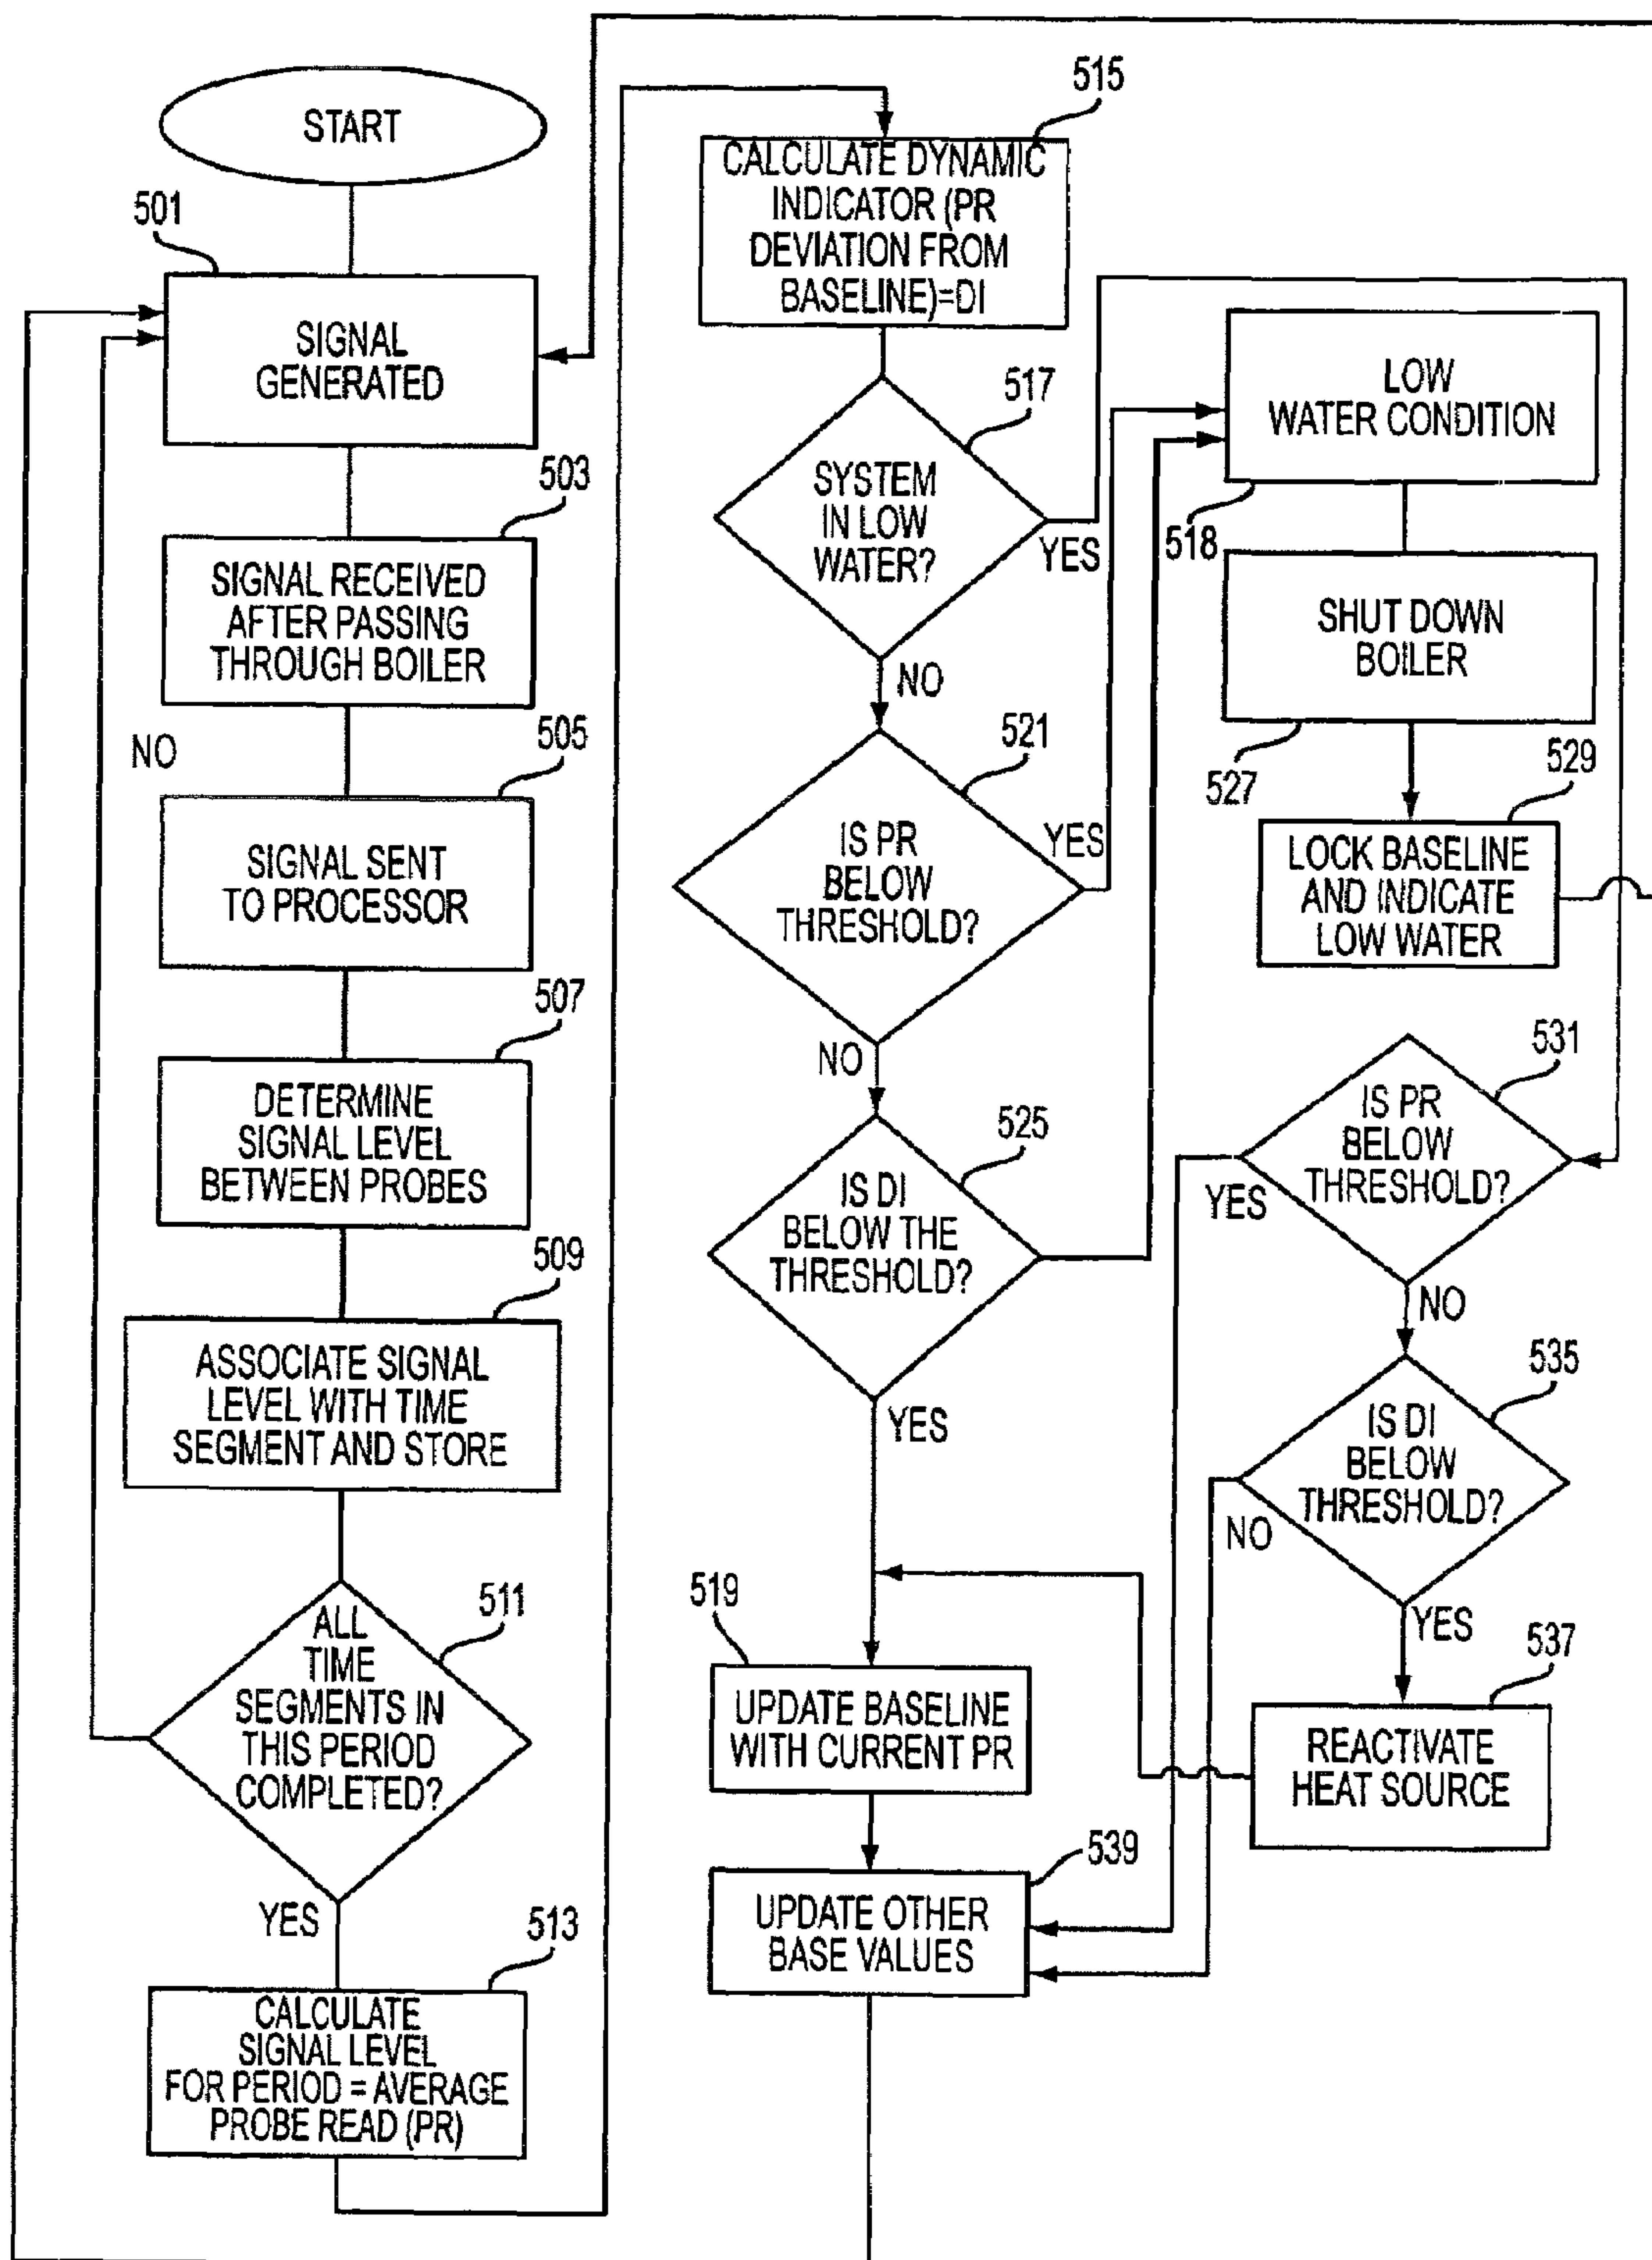 START
501
SIGNAL
GENERATED
503
SIGNAL RECEIVED
AFTER PASSING
THROUGH BOILER
NO
505
SIGNAL SENT
TO PROCESSOR
507
DETERMINE
SIGNAL LEVEL
BETWEEN PROBES
509
ASSOCIATE SIGNAL
LEVEL WITH TIME
SEGMENT AND STORE
511
ALL
TIME
SEGMENTS IN
THIS PERIOD
COMPLETED?
YES
513
CALCULATE
SIGNAL LEVEL
FOR PERIOD = AVERAGE
PROBE READ (PR)
515
CALCULATE DYNAMIC
INDICATOR (PR
DEVIATION FROM
BASELINE)=DI
517
SYSTEM
IN LOW
WATER?
YES
NO
521
IS PR
BELOW
THRESHOLD?
YES
NO
525
IS DI
BELOW THE
THRESHOLD?
YES
519
UPDATE BASELINE
WITH CURRENT PR
539
UPDATE OTHER
BASE VALUES
LOW
WATER CONDITION
518
SHUT DOWN
BOILER
527
529
LOCK BASELINE
AND INDICATE
LOW WATER
531
IS PR
BELOW
THRESHOLD?
YES
NO
535
IS DI
BELOW
THRESHOLD?
NO
YES
537
REACTIVATE
HEAT SOURCE